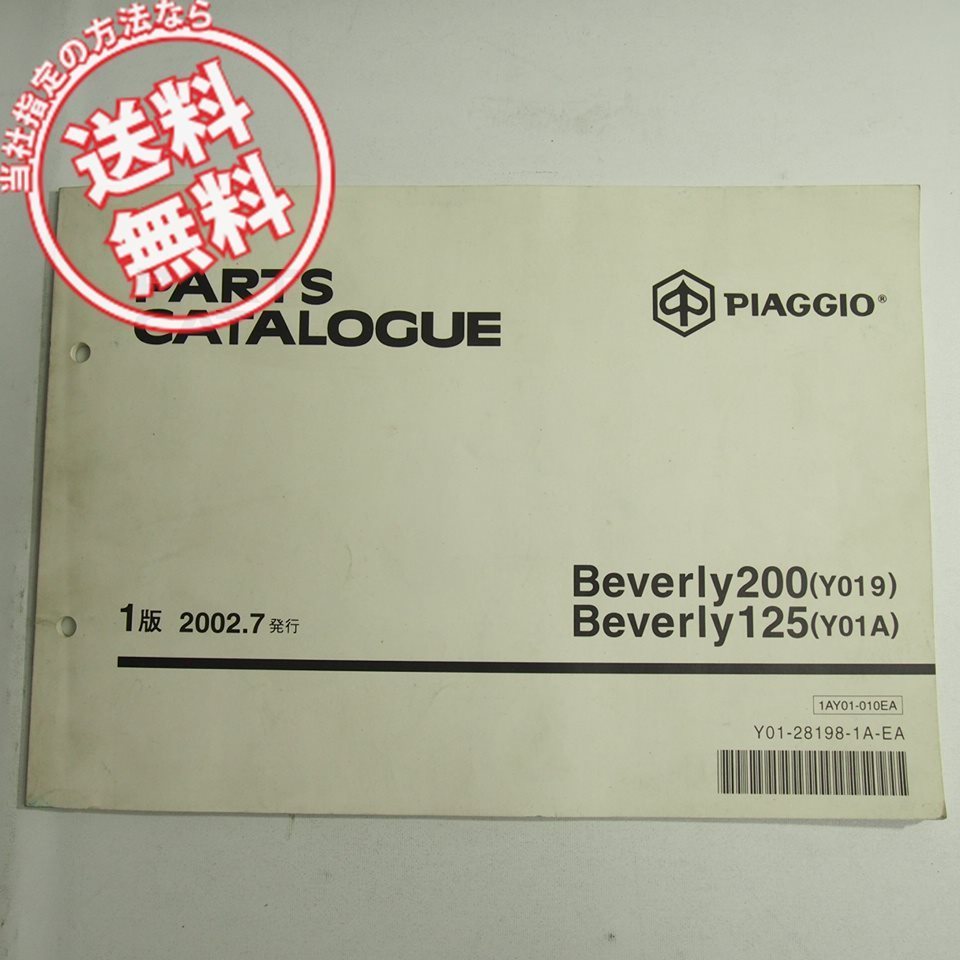 当社指定の方法なら
送料
無料
PARTS
CATALOGUE
PIAGGIO®
Beverly200(Y019)
Beverly125(Y01A)
1版 2002.7発行
1AY01-010EA
Y01-28198-1A-EA